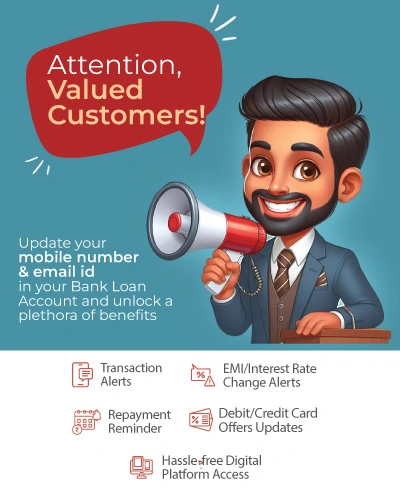 Attention,
Valued
Customers!
Update your
mobile number
& email id
in your Bank Loan
Account and unlock a
plethora of benefits
Transaction
Alerts
EMI/Interest Rate
Change Alerts
Repayment
Reminder
Debit/Credit Card
Offers Updates
Hassle-free Digital
Platform Access